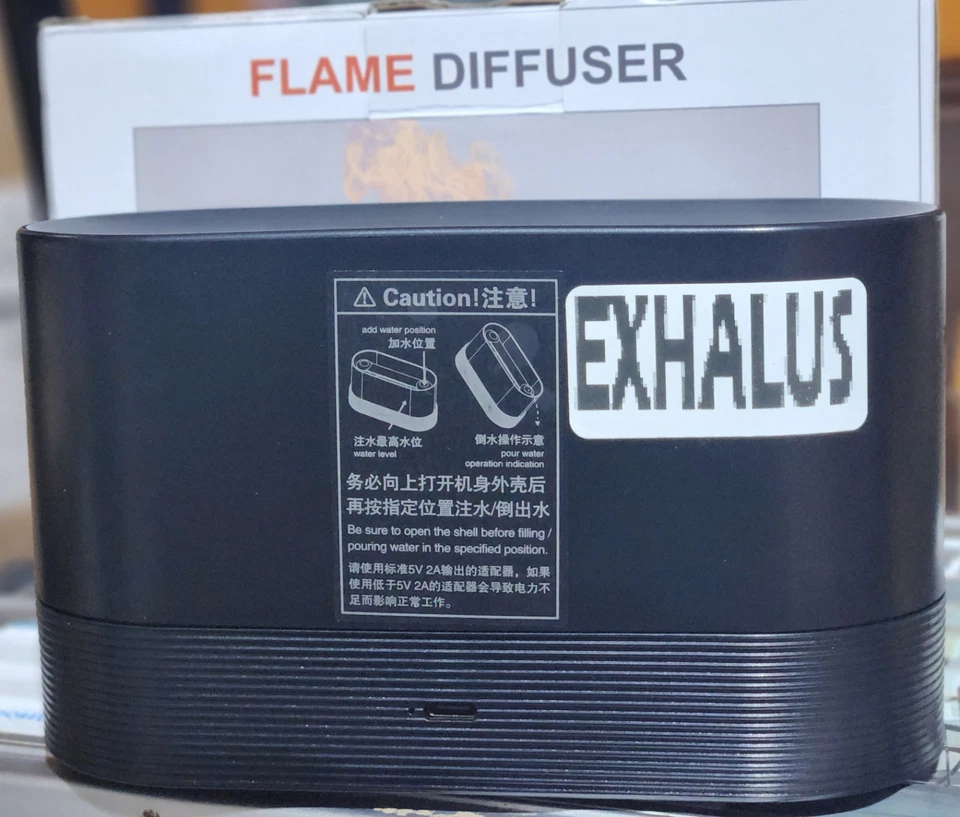 FLAME DIFFUSER
⚠ Caution!注意!
add water position
加水位置
注水最高水位
water level
倒水操作示意
pour water
operation indication
务必向上打开机身外壳后
再按指定位置注水/倒出水
Be sure to open the shell before filling /
pouring water in the specified position.
请使用标准5V 2A输出的适配器，如果
使用低于5V 2A的适配器会导致电力不
足而影响正常工作。
EXHALUS